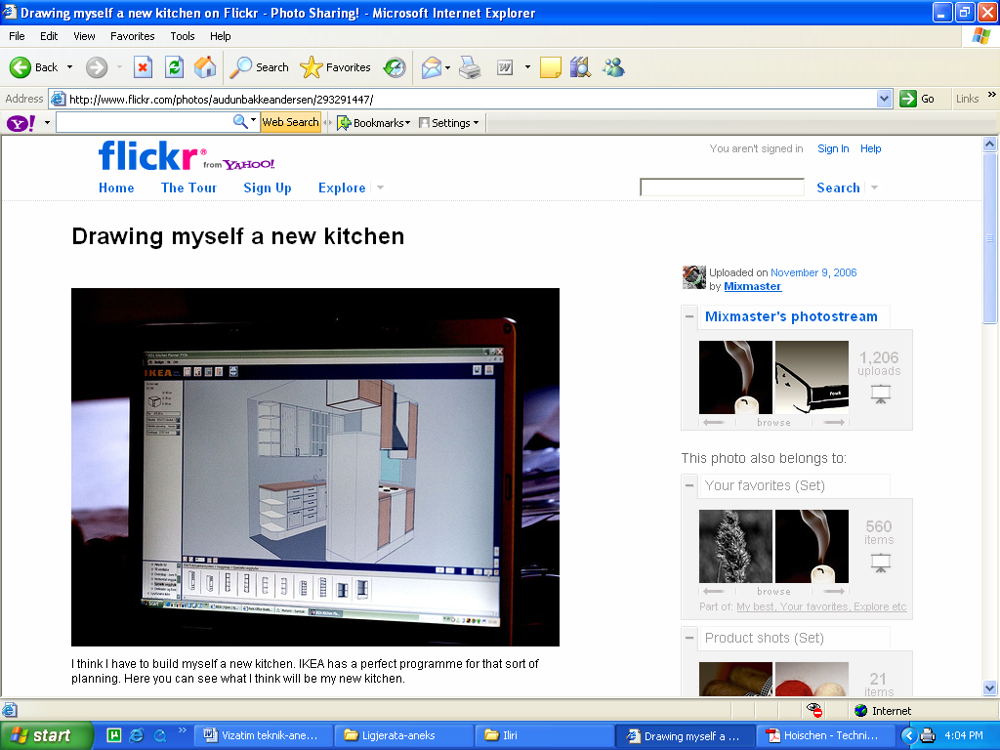 Drawing myself a new kitchen on Flickr - Photo Sharing! - Microsoft Internet Explorer
File Edit View Favorites Tools Help
Back Search Favorites
Address http://www.flickr.com/photos/audunbakkeandersen/293291447/ Go Links »
Y! Web Search Bookmarks Settings
flickr from YAHOO!
You aren't signed in Sign In Help
Home The Tour Sign Up Explore
Search
Drawing myself a new kitchen
Uploaded on November 9, 2006
by Mixmaster
Mixmaster's photostream
1,206
uploads
browse
IKEA
This photo also belongs to:
Your favorites (Set)
560
items
browse
Part of: My best, Your favorites, Explore etc
Product shots (Set)
21
items
I think I have to build myself a new kitchen. IKEA has a perfect programme for that sort of
planning. Here you can see what I think will be my new kitchen.
Internet
start Vizatim teknik-ane... Ligjerata-aneks Iliri Drawing myself a ... Hoischen - Techni... 4:04 PM